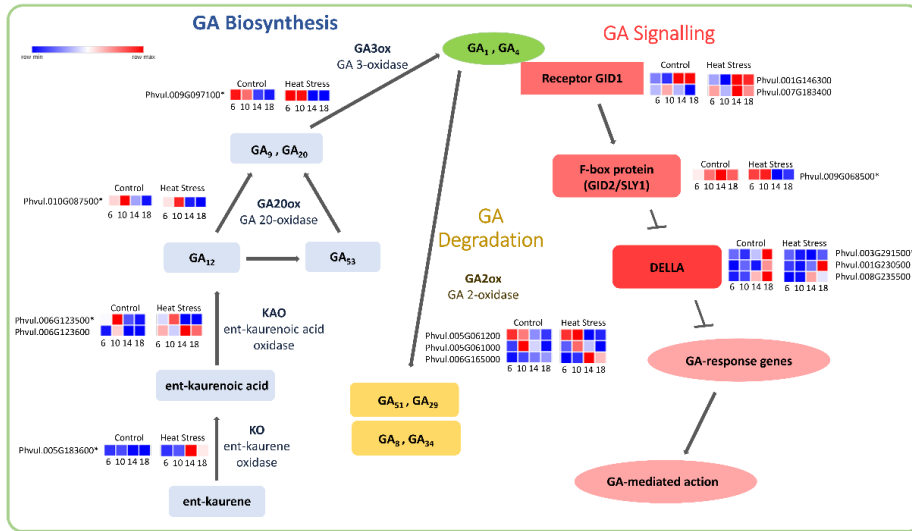 GA Biosynthesis
row min
row max
GA3ox
GA 3-oxidase
GA1 , GA4
GA Signalling
Control
Heat Stress
Phvul.009G097100*
6 10 14 18
6 10 14 18
Receptor GID1
Control
Heat Stress
Phvul.001G146300
Phvul.007G183400
6 10 14 18
6 10 14 18
GA9 , GA20
F-box protein
(GID2/SLY1)
Control
Heat Stress
Phvul.009G068500*
6 10 14 18
6 10 14 18
Control
Heat Stress
Phvul.010G087500*
6 10 14 18
6 10 14 18
GA20ox
GA 20-oxidase
GA
Degradation
GA12
GA53
DELLA
Control
Heat Stress
Phvul.003G291500*
Phvul.001G230500
Phvul.008G235500
6 10 14 18
6 10 14 18
GA2ox
GA 2-oxidase
KAO
ent-kaurenoic acid
oxidase
Control
Heat Stress
Phvul.006G123500*
Phvul.006G123600
6 10 14 18
6 10 14 18
Control
Heat Stress
Phvul.005G061200
Phvul.005G061000
Phvul.006G165000
6 10 14 18
6 10 14 18
GA-response genes
ent-kaurenoic acid
GA51 , GA29
GA8 , GA34
KO
ent-kaurene
oxidase
Control
Heat Stress
Phvul.005G183600*
6 10 14 18
6 10 14 18
GA-mediated action
ent-kaurene